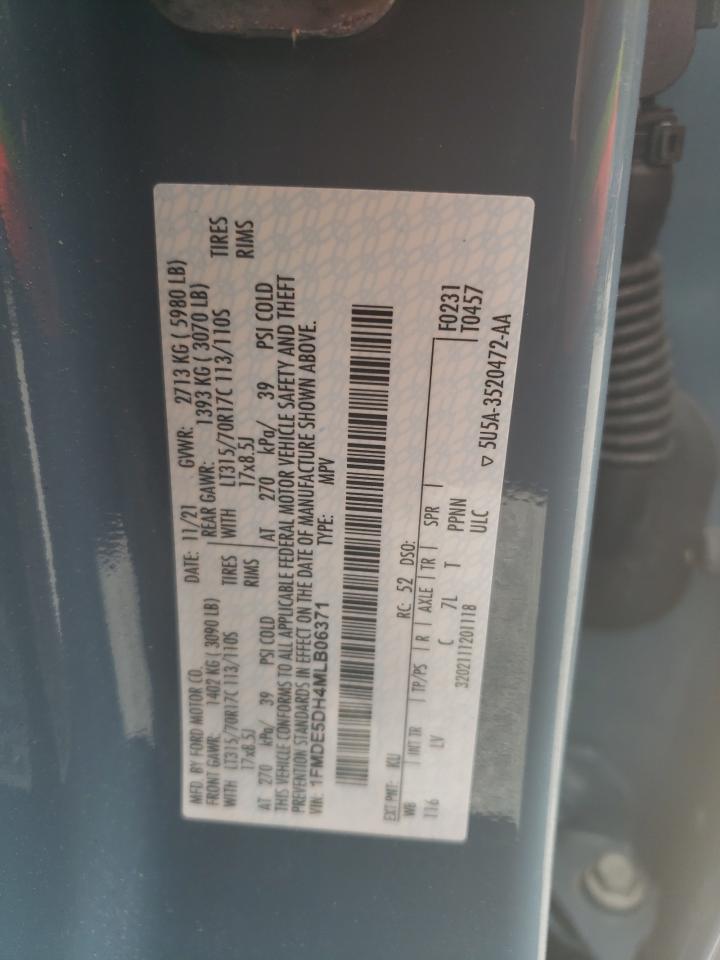 MFD. BY FORD MOTOR CO. DATE: 11/21 GVWR: 2713 KG ( 5980 LB)
FRONT GAWR: 1402 KG ( 3090 LB) REAR GAWR: 1393 KG ( 3070 LB)
WITH LT315/70R17C 113/110S TIRES WITH LT315/70R17C 113/110S TIRES
17x8.5J RIMS 17x8.5J RIMS
AT 270 kPa/ 39 PSI COLD AT 270 kPa/ 39 PSI COLD
THIS VEHICLE CONFORMS TO ALL APPLICABLE FEDERAL MOTOR VEHICLE SAFETY AND THEFT
PREVENTION STANDARDS IN EFFECT ON THE DATE OF MANUFACTURE SHOWN ABOVE.
VIN: 1FMDE5DH4MLB06371 TYPE: MPV
EXT PNT: KU RC: 52 DSO: F0231
WB INT TR TP/PS R AXLE TR SPR T0457
116 LV C 7L T PPNN
3202111201118 ULC
▽ 5U5A-3520472-AA